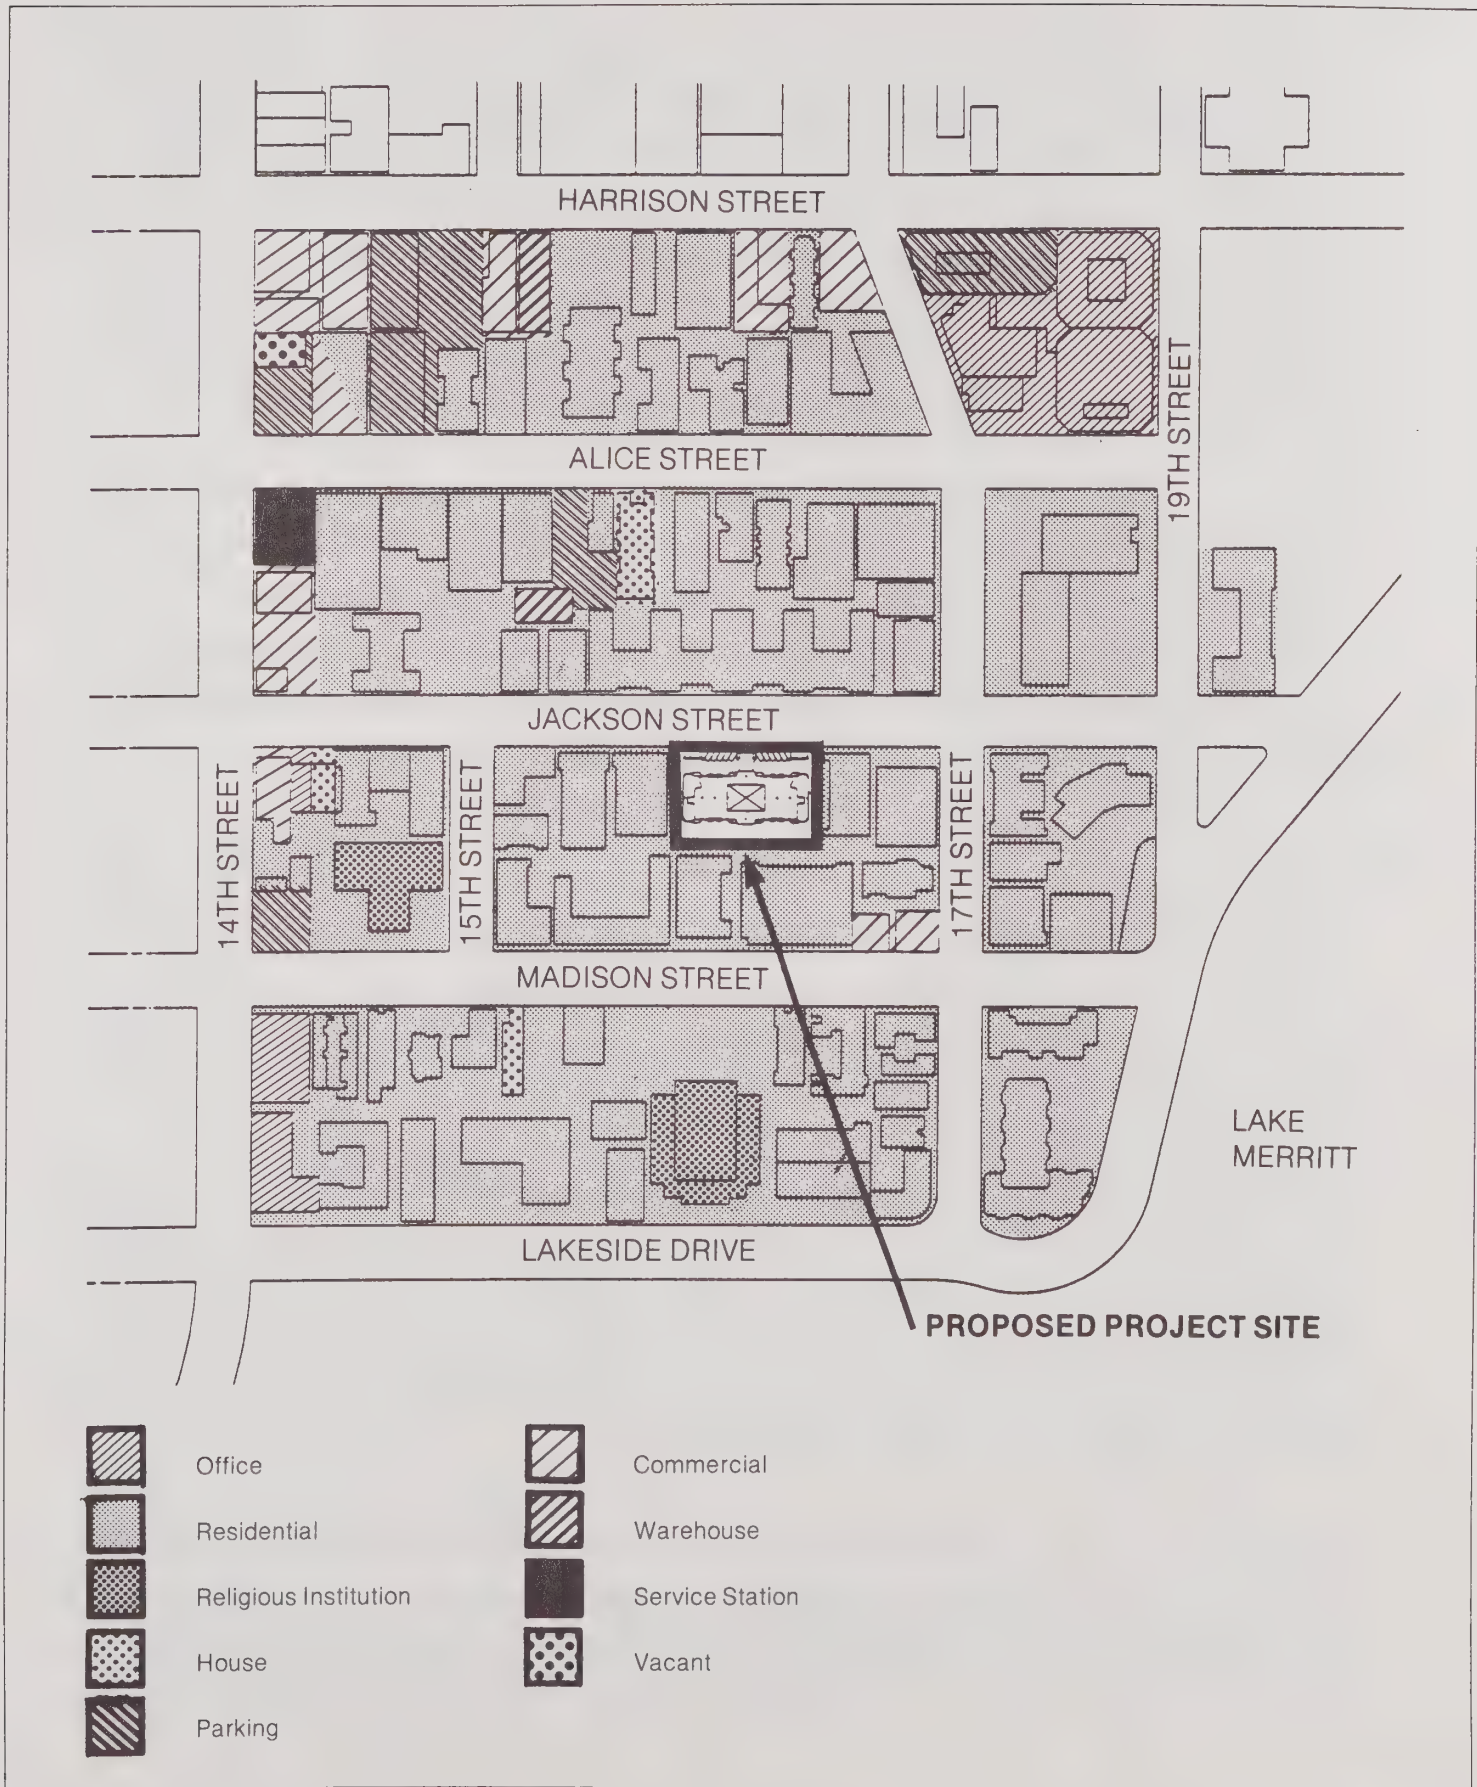 HARRISON STREET
ALICE STREET
19TH STREET
JACKSON STREET
14TH STREET
15TH STREET
17TH STREET
MADISON STREET
LAKE
MERRITT
LAKESIDE DRIVE
PROPOSED PROJECT SITE
Office
Commercial
Residential
Warehouse
Religious Institution
Service Station
House
Vacant
Parking